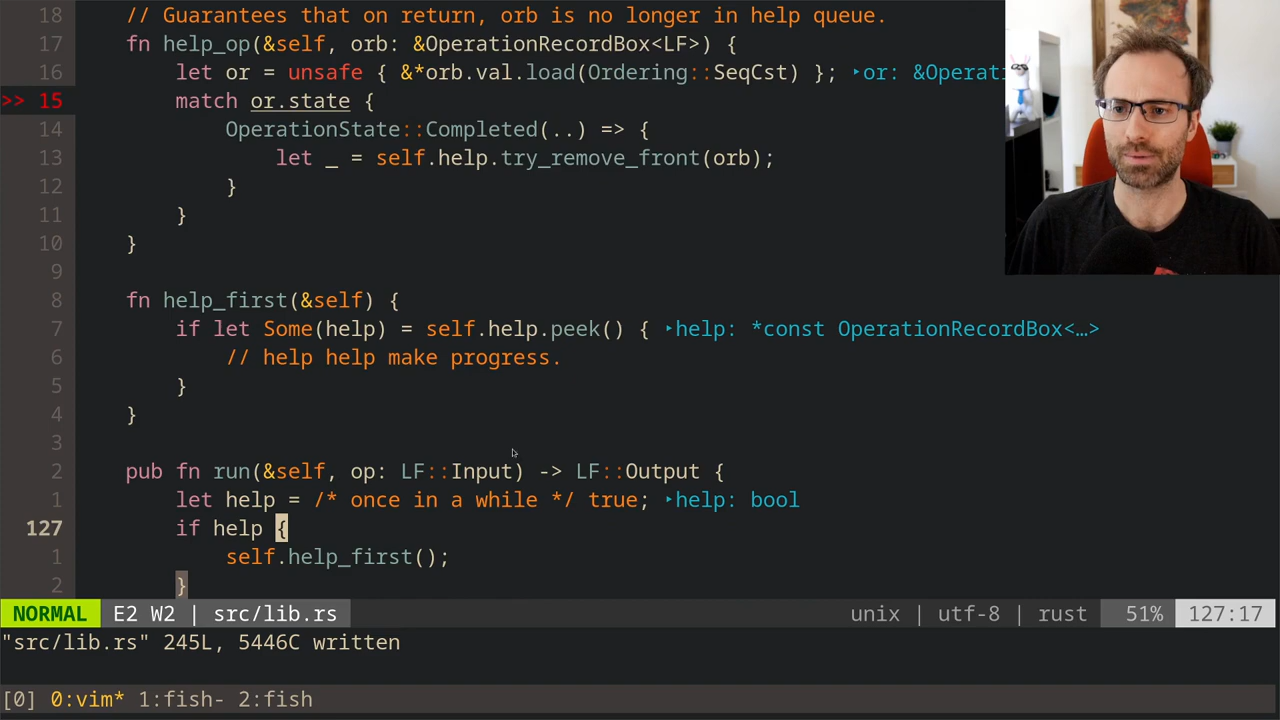 18 // Guarantees that on return, orb is no longer in help queue.
17 fn help_op(&self, orb: &OperationRecordBox<LF>) {
16 let or = unsafe { &*orb.val.load(Ordering::SeqCst) }; ‣or: &Operati
>> 15 match or.state {
14 OperationState::Completed(..) => {
13 let _ = self.help.try_remove_front(orb);
12 }
11 }
10 }
9
8 fn help_first(&self) {
7 if let Some(help) = self.help.peek() { ‣help: *const OperationRecordBox<…>
6 // help help make progress.
5 }
4 }
3
2 pub fn run(&self, op: LF::Input) -> LF::Output {
1 let help = /* once in a while */ true; ‣help: bool
127 if help {
1 self.help_first();
2 }
NORMAL E2 W2 | src/lib.rs unix | utf-8 | rust 51% 127:17
"src/lib.rs" 245L, 5446C written
[0] 0:vim* 1:fish- 2:fish